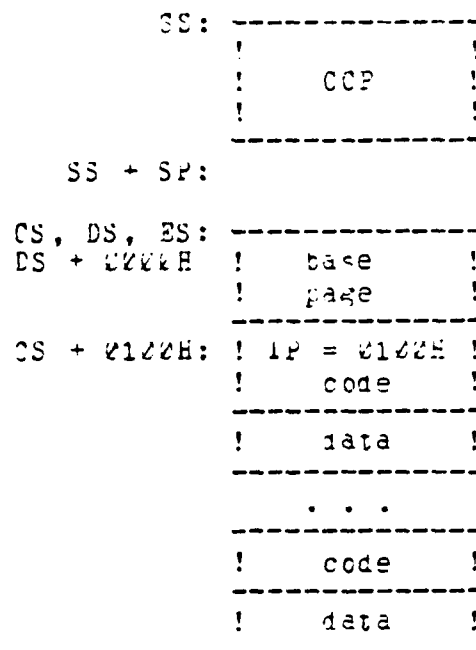 SS:
CCP
SS + SP:
CS, DS, ES:
DS + 0000H ! base !
! page !
CS + 0100H: ! IP = 0100H !
! code !
! data !
. . .
! code !
! data !